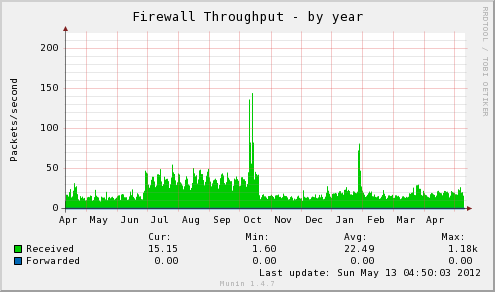 Firewall Throughput - by year
RRDTOOL / TOBI OETIKER
Packets/second
200
150
100
50
0
Apr May Jun Jul Aug Sep Oct Nov Dec Jan Feb Mar Apr
Cur: Min: Avg: Max:
Received 15.15 1.60 22.49 1.18k
Forwarded 0.00 0.00 0.00 0.00
Last update: Sun May 13 04:50:03 2012
Munin 1.4.7